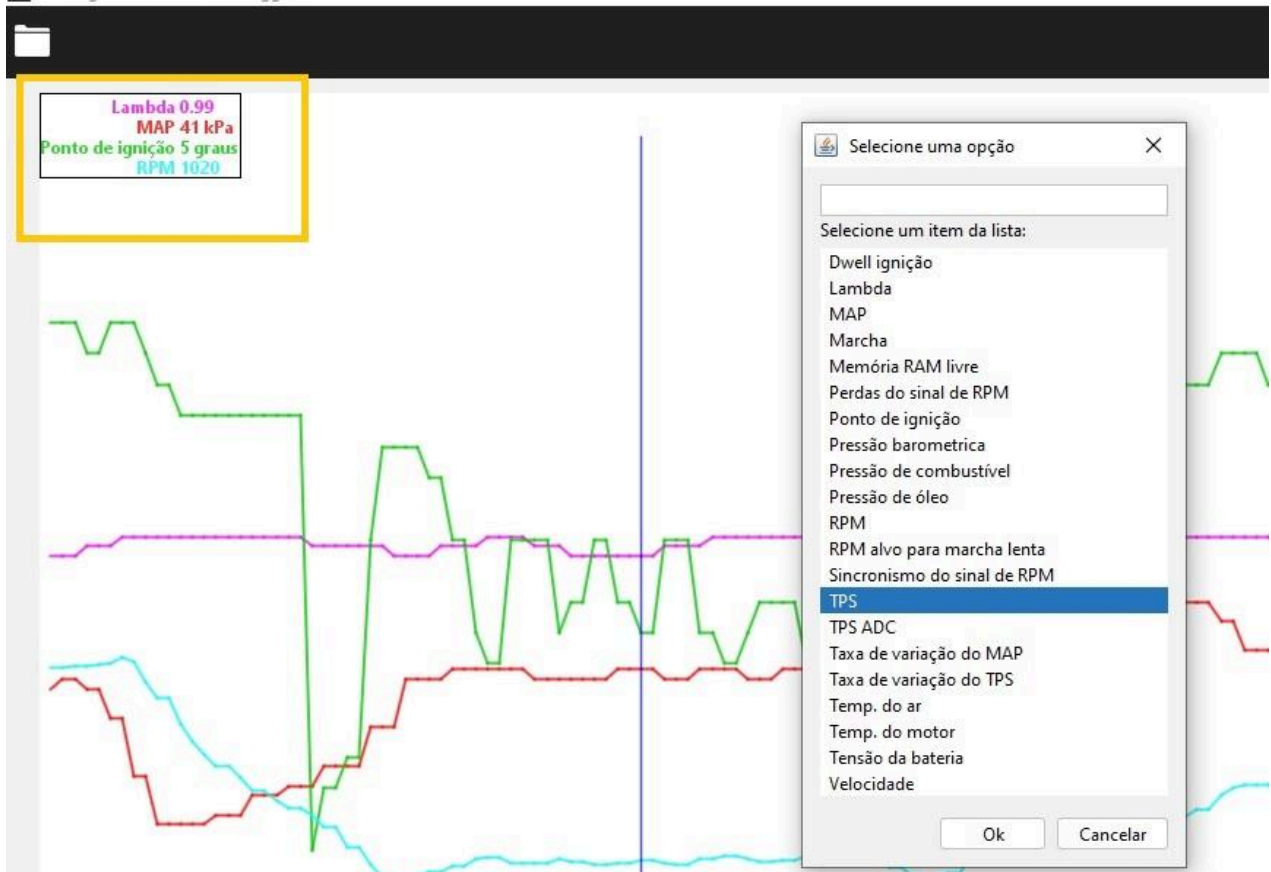 Lambda 0.99
MAP 41 kPa
Ponto de ignição 5 graus
RPM 1020
Selecione uma opção
Selecione um item da lista:
Dwell ignição
Lambda
MAP
Marcha
Memória RAM livre
Perdas do sinal de RPM
Ponto de ignição
Pressão barometrica
Pressão de combustível
Pressão de óleo
RPM
RPM alvo para marcha lenta
Sincronismo do sinal de RPM
TPS
TPS ADC
Taxa de variação do MAP
Taxa de variação do TPS
Temp. do ar
Temp. do motor
Tensão da bateria
Velocidade
Ok
Cancelar